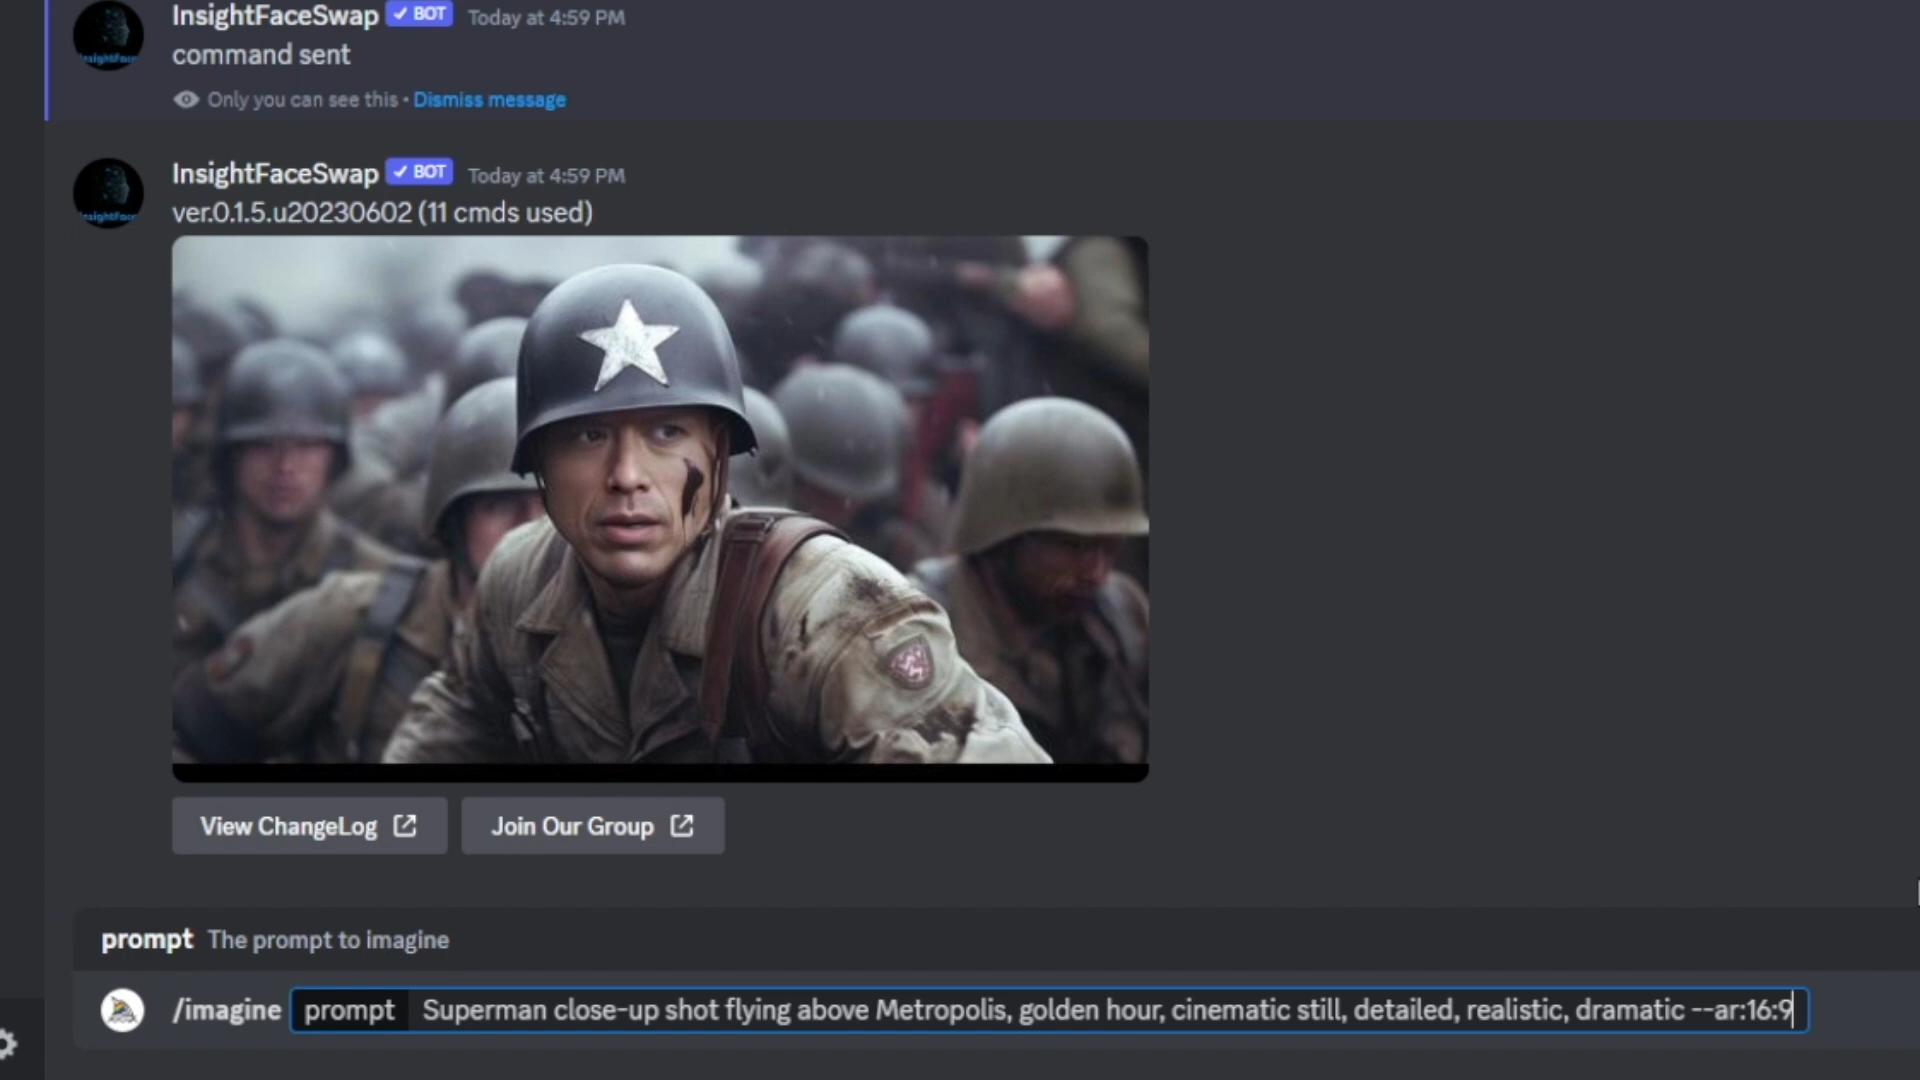 InsightFaceSwap ✓ BOT Today at 4:59 PM
command sent
Only you can see this • Dismiss message
InsightFaceSwap ✓ BOT Today at 4:59 PM
ver.0.1.5.u20230602 (11 cmds used)
View ChangeLog
Join Our Group
prompt The prompt to imagine
/imagine prompt Superman close-up shot flying above Metropolis, golden hour, cinematic still, detailed, realistic, dramatic --ar:16:9